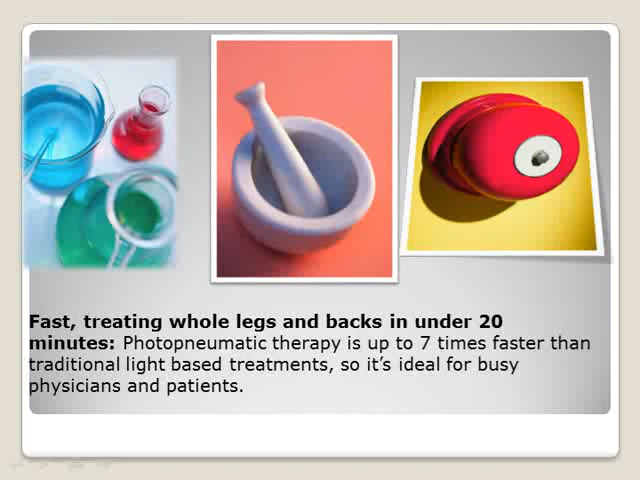 Fast, treating whole legs and backs in under 20
minutes: Photopneumatic therapy is up to 7 times faster than
traditional light based treatments, so it’s ideal for busy
physicians and patients.